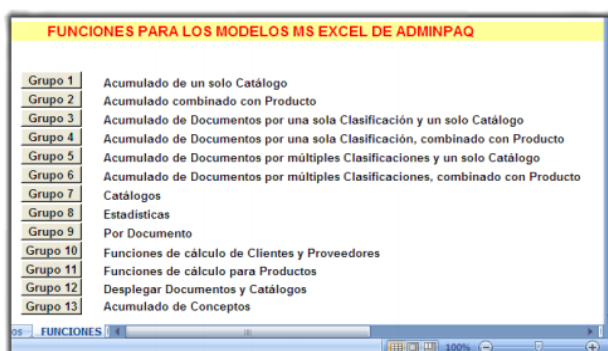 FUNCIONES PARA LOS MODELOS MS EXCEL DE ADMINPAQ
Grupo 1 Acumulado de un solo Catálogo
Grupo 2 Acumulado combinado con Producto
Grupo 3 Acumulado de Documentos por una sola Clasificación y un solo Catálogo
Grupo 4 Acumulado de Documentos por una sola Clasificación, combinado con Producto
Grupo 5 Acumulado de Documentos por múltiples Clasificaciones y un solo Catálogo
Grupo 6 Acumulado de Documentos por múltiples Clasificaciones, combinado con Producto
Grupo 7 Catálogos
Grupo 8 Estadísticas
Grupo 9 Por Documento
Grupo 10 Funciones de cálculo de Clientes y Proveedores
Grupo 11 Funciones de cálculo para Productos
Grupo 12 Desplegar Documentos y Catálogos
Grupo 13 Acumulado de Conceptos
os FUNCIONES
100%